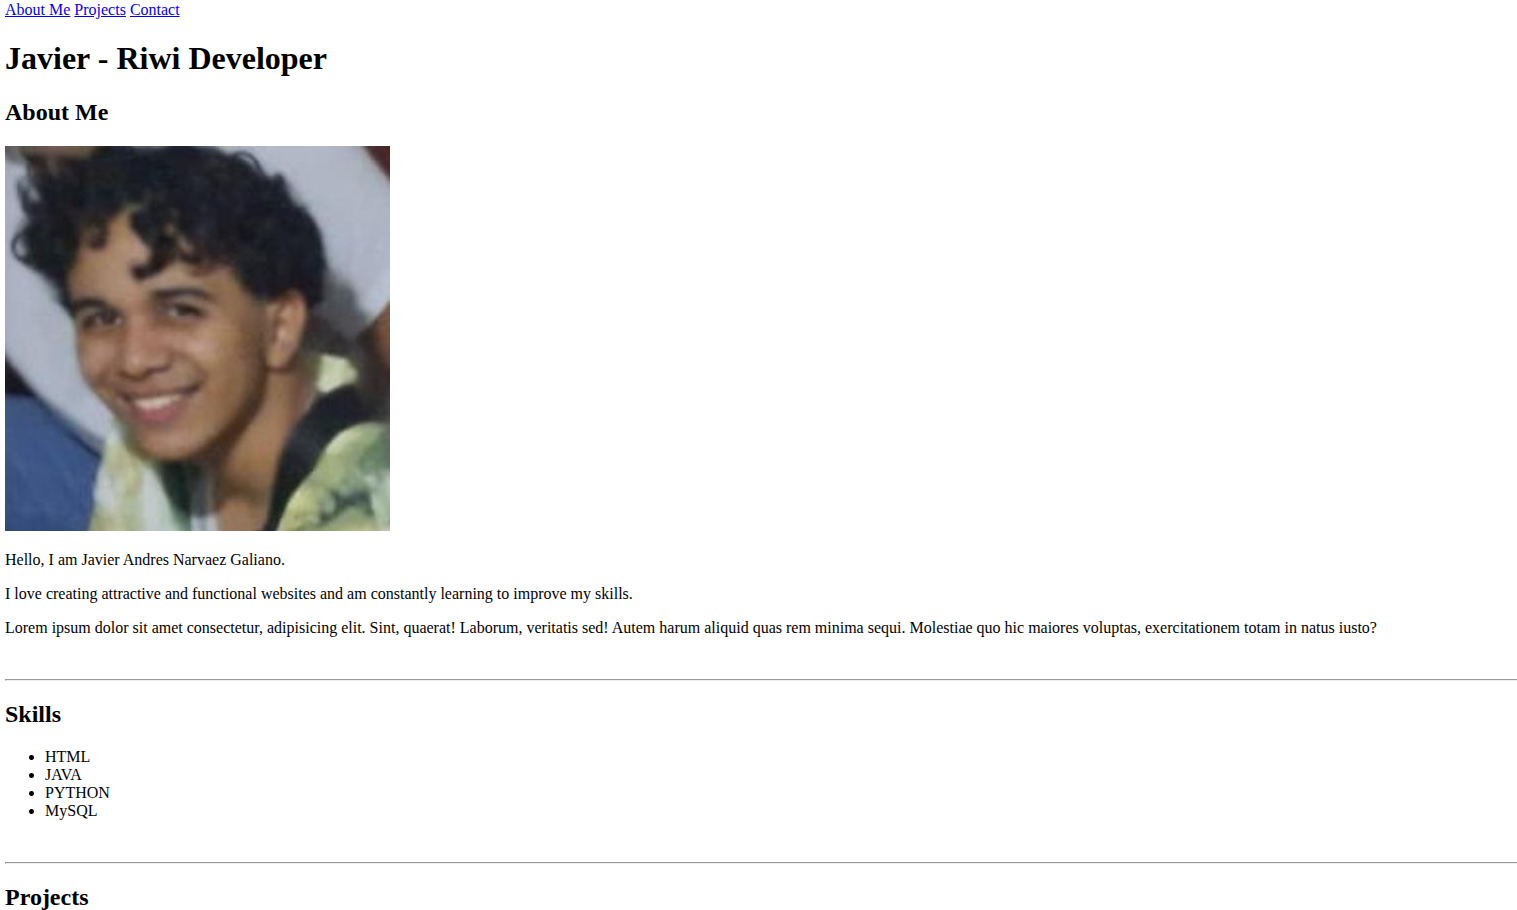 About Me Projects Contact
Javier - Riwi Developer
About Me
Hello, I am Javier Andres Narvaez Galiano.
I love creating attractive and functional websites and am constantly learning to improve my skills.
Lorem ipsum dolor sit amet consectetur, adipisicing elit. Sint, quaerat! Laborum, veritatis sed! Autem harum aliquid quas rem minima sequi. Molestiae quo hic maiores voluptas, exercitationem totam in natus iusto?
Skills
HTML
JAVA
PYTHON
MySQL
Projects